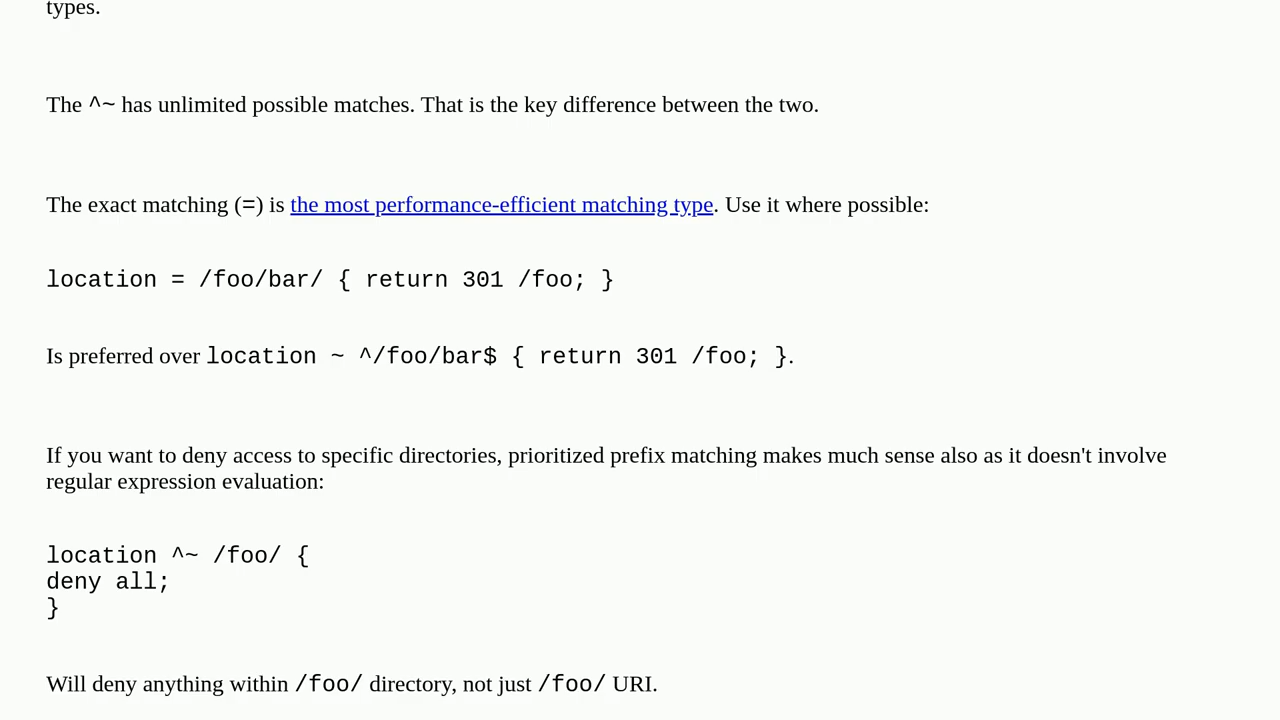 types.
The ^~ has unlimited possible matches. That is the key difference between the two.
The exact matching (=) is the most performance-efficient matching type. Use it where possible:
location = /foo/bar/ { return 301 /foo; }
Is preferred over location ~ ^/foo/bar$ { return 301 /foo; }.
If you want to deny access to specific directories, prioritized prefix matching makes much sense also as it doesn't involve
regular expression evaluation:
location ^~ /foo/ {
deny all;
}
Will deny anything within /foo/ directory, not just /foo/ URI.